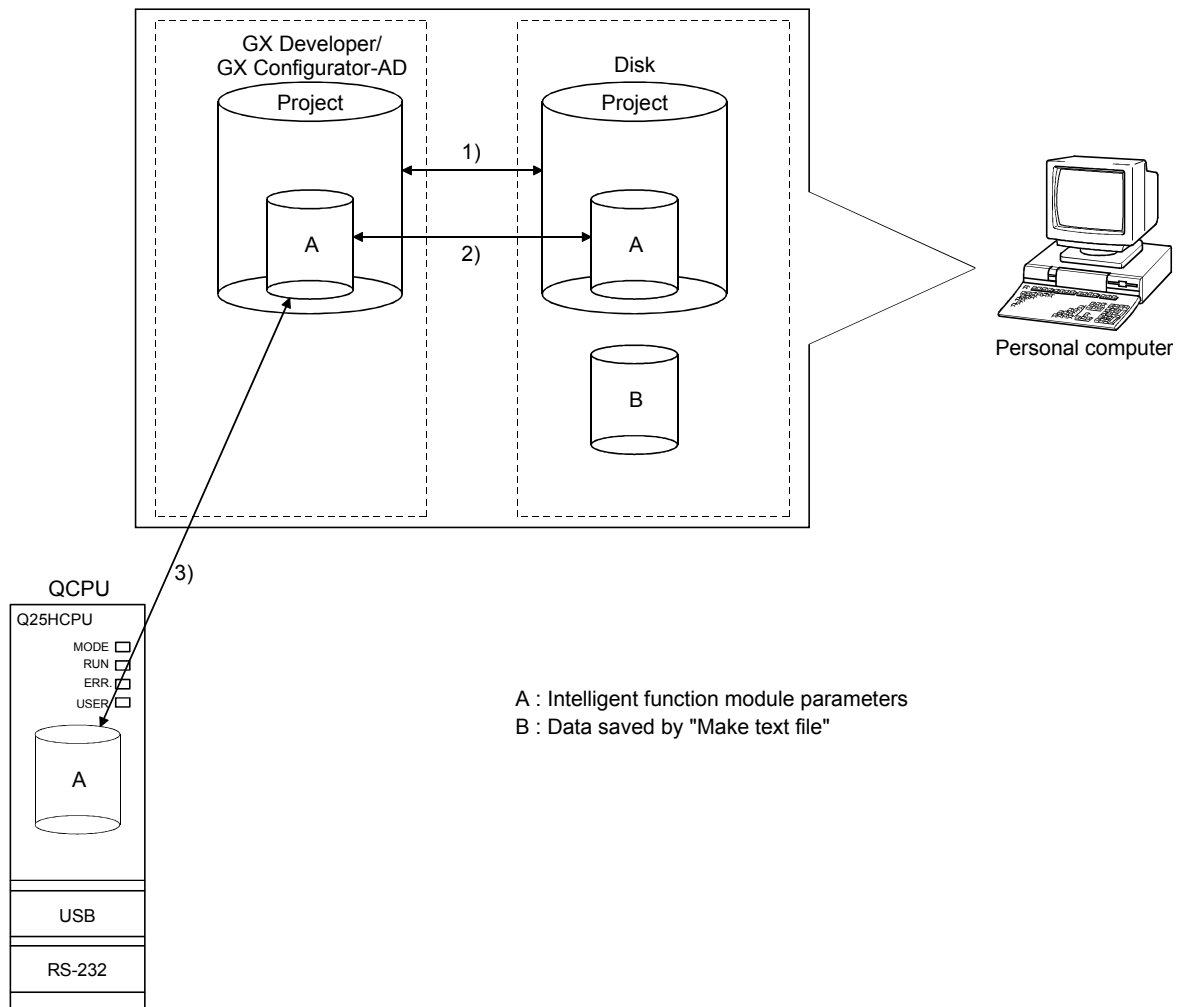 GX Developer/
GX Configurator-AD
Disk
Project
Project
1)
A
A
2)
B
Personal computer
3)
QCPU
Q25HCPU
MODE
RUN
ERR.
USER
A
USB
RS-232
A : Intelligent function module parameters
B : Data saved by "Make text file"